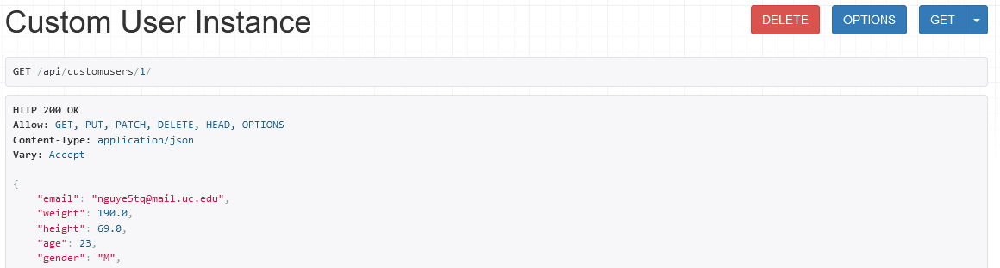 Custom User Instance
DELETE
OPTIONS
GET
GET /api/customusers/1/
HTTP 200 OK
Allow: GET, PUT, PATCH, DELETE, HEAD, OPTIONS
Content-Type: application/json
Vary: Accept
{
"email": "nguye5tq@mail.uc.edu",
"weight": 190.0,
"height": 69.0,
"age": 23,
"gender": "M",